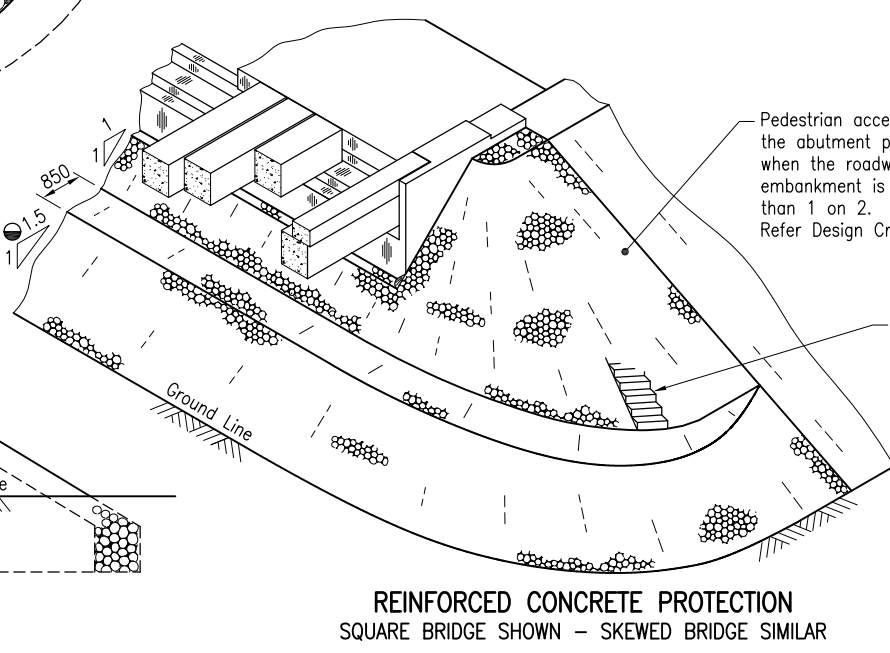 Pedestrian acce
the abutment p
when the roadw
embankment is
than 1 on 2.
Refer Design Cr
1
1
850
1.5
1
Ground Line
e
REINFORCED CONCRETE PROTECTION
SQUARE BRIDGE SHOWN – SKEWED BRIDGE SIMILAR